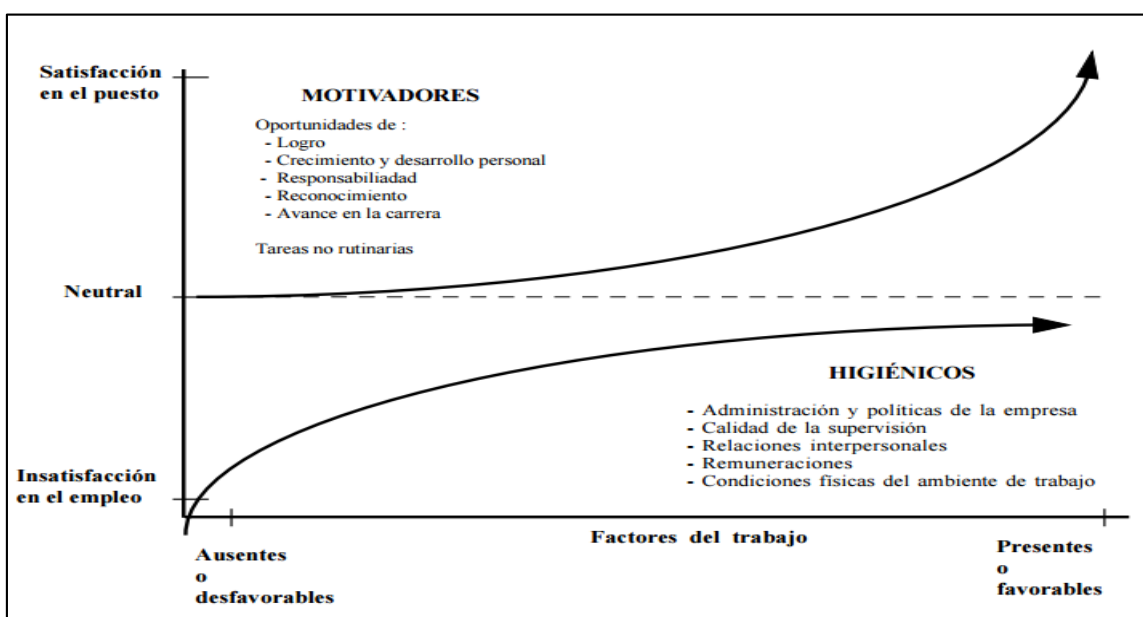 Satisfacción
en el puesto
MOTIVADORES
Oportunidades de :
- Logro
- Crecimiento y desarrollo personal
- Responsabiliadad
- Reconocimiento
- Avance en la carrera
Tareas no rutinarias
Neutral
HIGIÉNICOS
- Administración y políticas de la empresa
- Calidad de la supervisión
- Relaciones interpersonales
- Remuneraciones
- Condiciones físicas del ambiente de trabajo
Insatisfacción
en el empleo
Factores del trabajo
Ausentes
o
desfavorables
Presentes
o
favorables